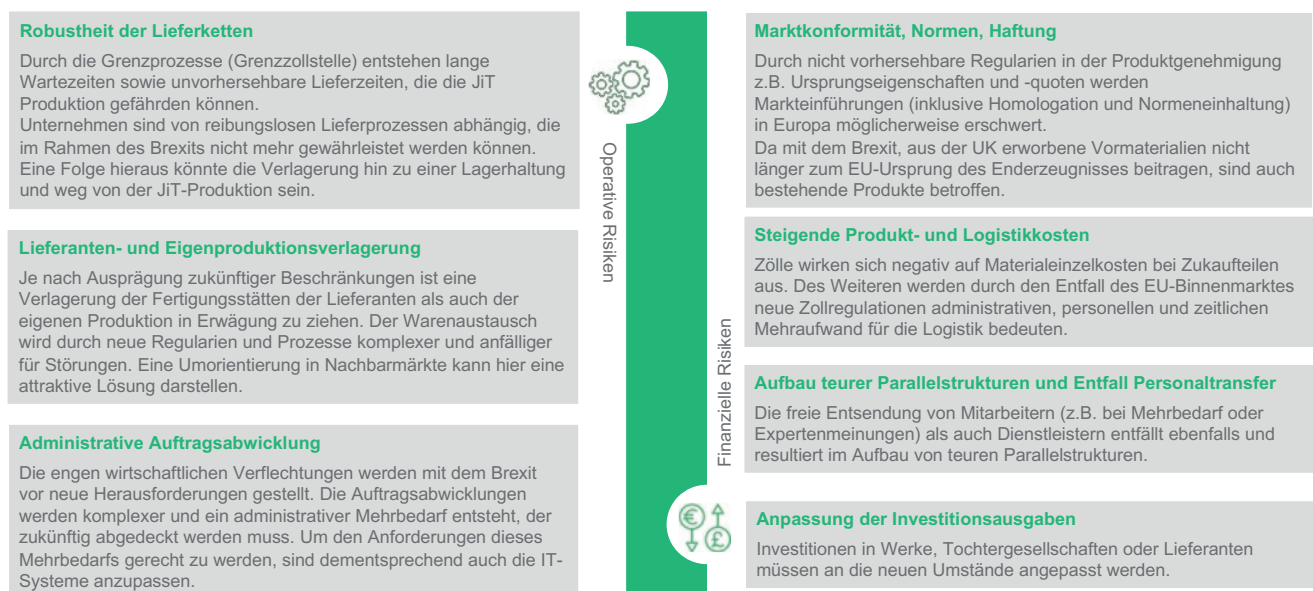 Robustheit der Lieferketten
Durch die Grenzprozesse (Grenzzollstelle) entstehen lange
Wartezeiten sowie unvorhersehbare Lieferzeiten, die die JiT
Produktion gefährden können.
Unternehmen sind von reibungslosen Lieferprozessen abhängig, die
im Rahmen des Brexits nicht mehr gewährleistet werden können.
Eine Folge hieraus könnte die Verlagerung hin zu einer Lagerhaltung
und weg von der JiT-Produktion sein.
Lieferanten- und Eigenproduktionsverlagerung
Je nach Ausprägung zukünftiger Beschränkungen ist eine
Verlagerung der Fertigungsstätten der Lieferanten als auch der
eigenen Produktion in Erwägung zu ziehen. Der Warenaustausch
wird durch neue Regularien und Prozesse komplexer und anfälliger
für Störungen. Eine Umorientierung in Nachbarmärkte kann hier eine
attraktive Lösung darstellen.
Administrative Auftragsabwicklung
Die engen wirtschaftlichen Verflechtungen werden mit dem Brexit
vor neue Herausforderungen gestellt. Die Auftragsabwicklungen
werden komplexer und ein administrativer Mehrbedarf entsteht, der
zukünftig abgedeckt werden muss. Um den Anforderungen dieses
Mehrbedarfs gerecht zu werden, sind dementsprechend auch die IT-
Systeme anzupassen.
Operative Risiken
Finanzielle Risiken
€
£
Marktkonformität, Normen, Haftung
Durch nicht vorhersehbare Regularien in der Produktgenehmigung
z.B. Ursprungseigenschaften und -quoten werden
Markteinführungen (inklusive Homologation und Normeneinhaltung)
in Europa möglicherweise erschwert.
Da mit dem Brexit, aus der UK erworbene Vormaterialien nicht
länger zum EU-Ursprung des Enderzeugnisses beitragen, sind auch
bestehende Produkte betroffen.
Steigende Produkt- und Logistikkosten
Zölle wirken sich negativ auf Materialeinzelkosten bei Zukaufteilen
aus. Des Weiteren werden durch den Entfall des EU-Binnenmarktes
neue Zollregulationen administrativen, personellen und zeitlichen
Mehraufwand für die Logistik bedeuten.
Aufbau teurer Parallelstrukturen und Entfall Personaltransfer
Die freie Entsendung von Mitarbeitern (z.B. bei Mehrbedarf oder
Expertenmeinungen) als auch Dienstleistern entfällt ebenfalls und
resultiert im Aufbau von teuren Parallelstrukturen.
Anpassung der Investitionsausgaben
Investitionen in Werke, Tochtergesellschaften oder Lieferanten
müssen an die neuen Umstände angepasst werden.